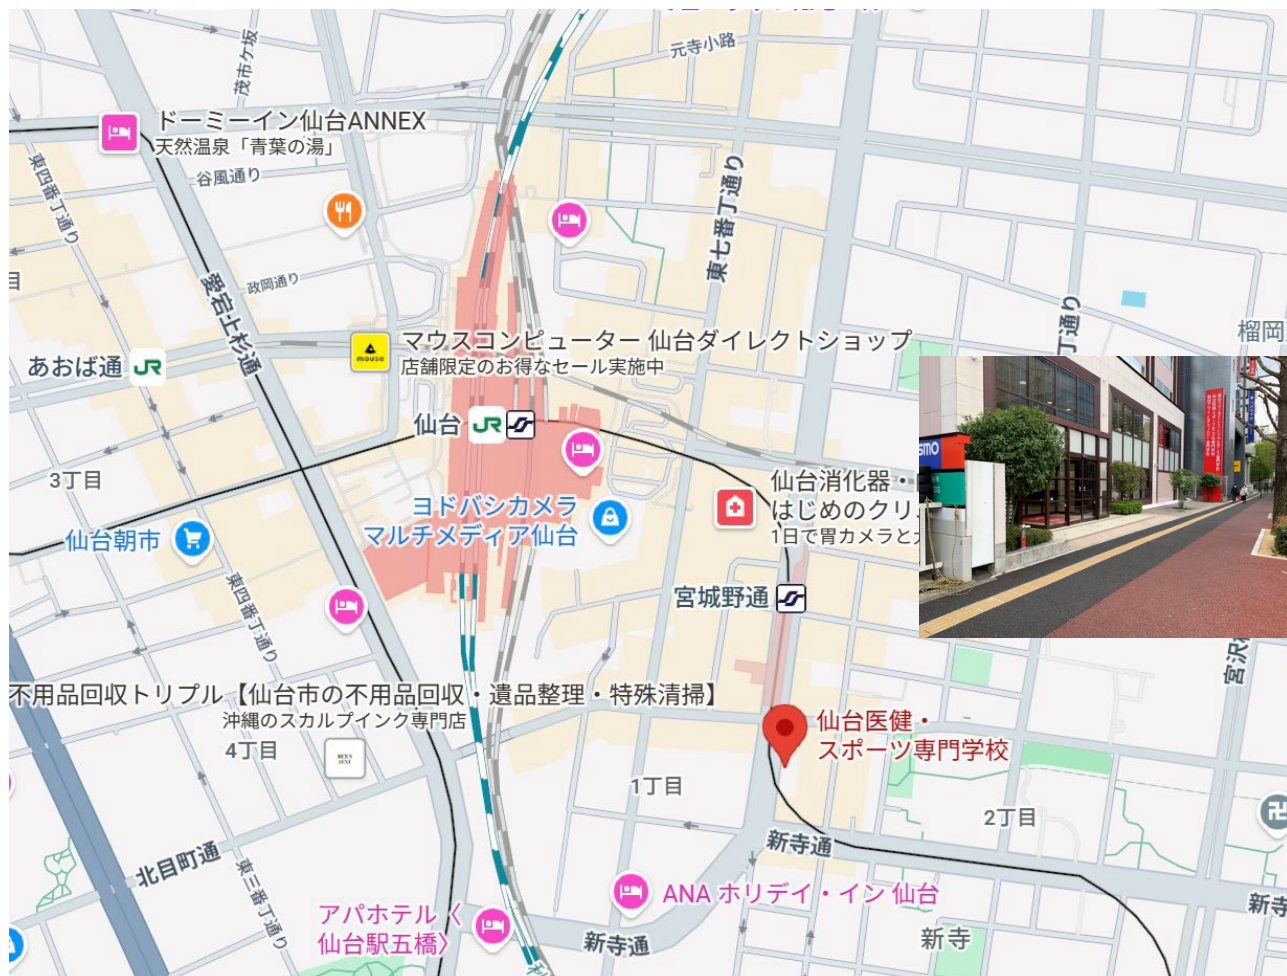 元寺小路
茂市ケ坂
ドーミーイン仙台ANNEX
天然温泉「青葉の湯」
谷風通り
東四番丁通り
東七番丁通り
目
政岡通り
愛宕上杉通
丁通り
榴岡
マウスコンピューター 仙台ダイレクトショップ
店舗限定のお得なセール実施中
mouse
あおば通 JR
仙台 JR
3丁目
仙台消化器・
はじめのクリ
1日で胃カメラと
ヨドバシカメラ
マルチメディア仙台
仙台朝市
SMO
東四番丁通り
宮城野通
宮沢
不用品回収トリプル【仙台市の不用品回収・遺品整理・特殊清掃】
沖縄のスカルプインク専門店
4丁目
仙台医健・
スポーツ専門学校
1丁目
2丁目
新寺通
北目町通
東三番丁通り
ANA ホリデイ・イン 仙台
アパホテル〈
仙台駅五橋〉
新寺通
新寺
新寺